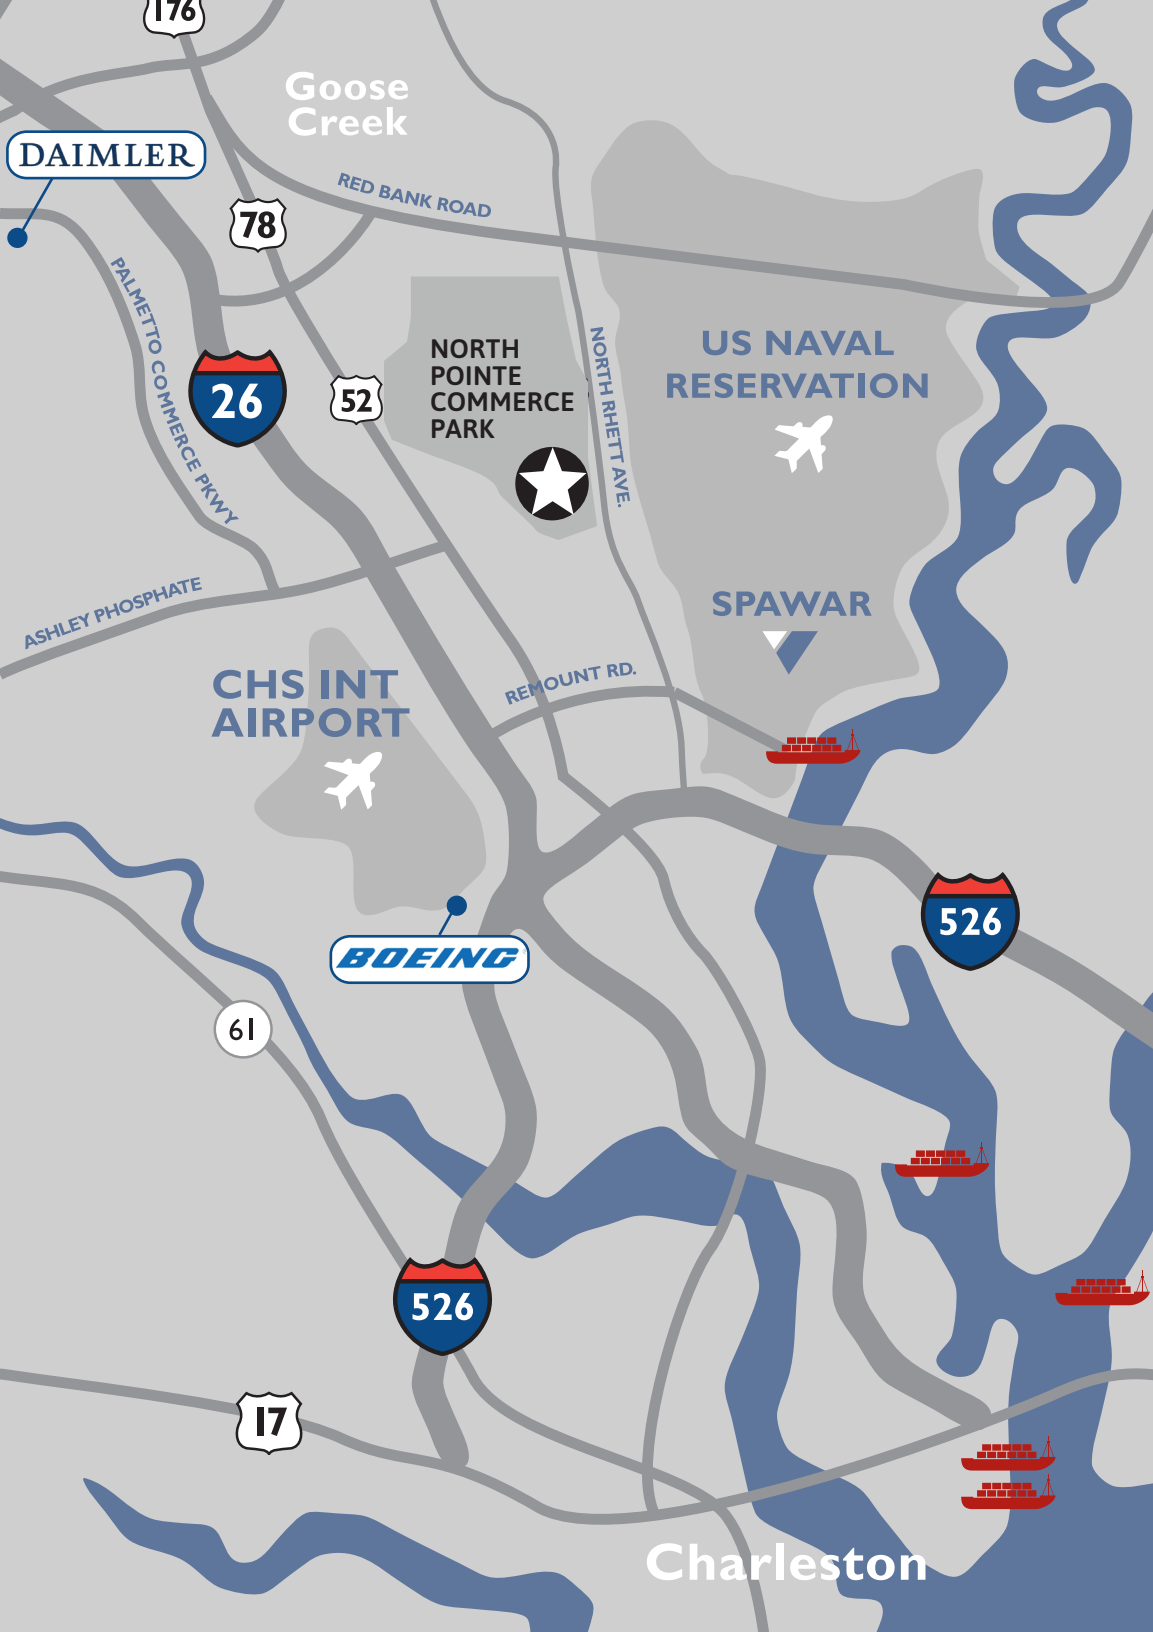 176
Goose
Creek
DAIMLER
RED BANK ROAD
78
PALMETTO COMMERCE PKWY
NORTH
POINTE
COMMERCE
PARK
NORTH RHETT AVE.
US NAVAL
RESERVATION
26
52
ASHLEY PHOSPHATE
SPAWAR
CHS INT
AIRPORT
REMOUNT RD.
526
BOEING
61
526
17
Charleston